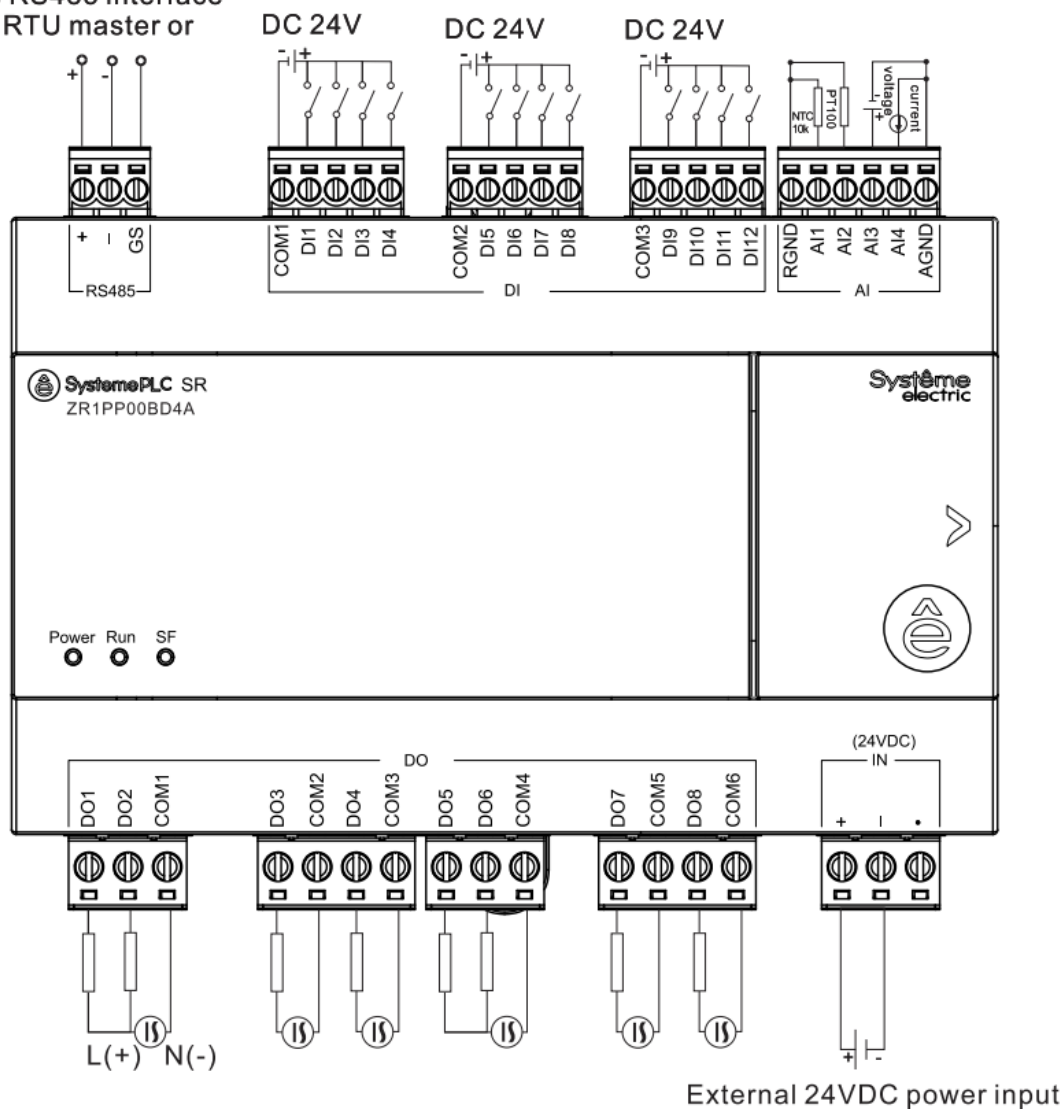 RS485 interface
RTU master or
DC 24V
DC 24V
DC 24V
+ -
- +
- +
- +
NTC 10k
PT100
voltage
- +
current
+ — GS
COM1 DI1 DI2 DI3 DI4
COM2 DI5 DI6 DI7 DI8
COM3 DI9 DI10 DI11 DI12
RGND AI1 AI2 AI3 AI4 AGND
RS485
DI
AI
ê SystemePLC SR
ZR1PP00BD4A
Système
electric
ê
Power Run SF
DO
(24VDC)
IN
DO1 DO2 COM1
DO3 COM2 DO4 COM3
DO5 DO6 COM4
DO7 COM5 DO8 COM6
+ — •
L(+) N(-)
+ -
External 24VDC power input